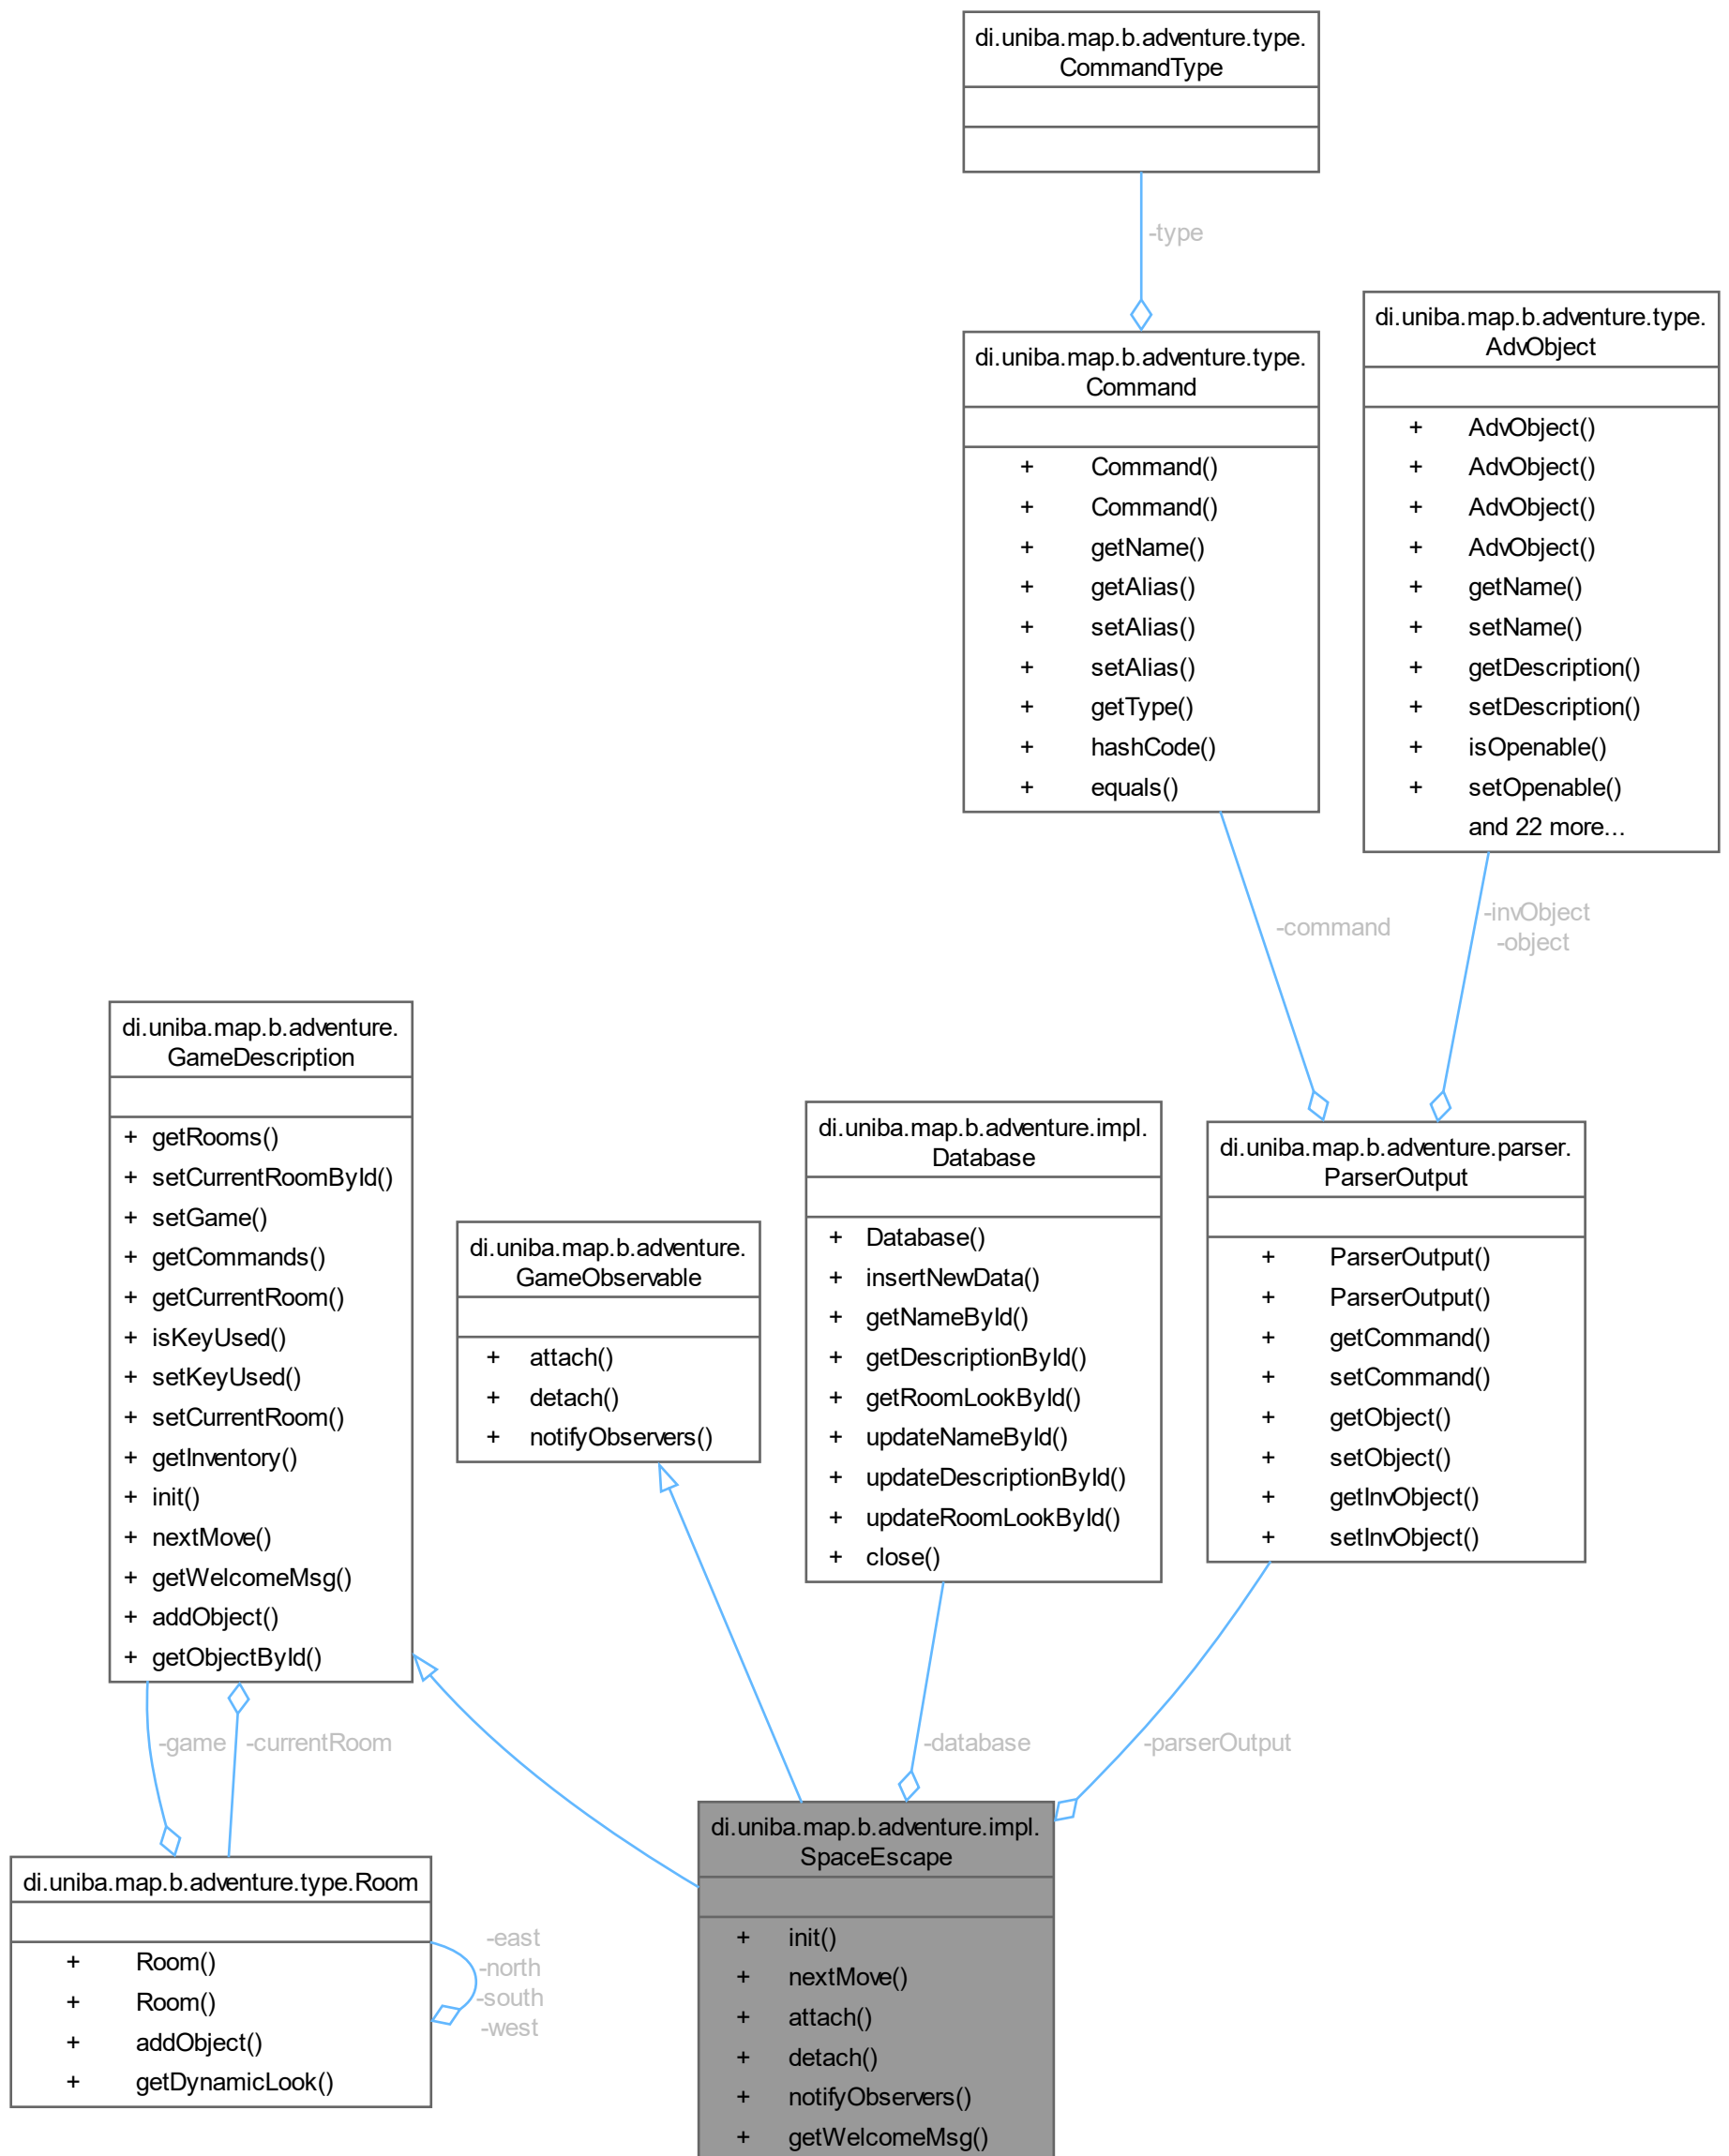 di.uniba.map.b.adventure.type.
CommandType
-type
di.uniba.map.b.adventure.type.
Command
+ Command()
+ Command()
+ getName()
+ getAlias()
+ setAlias()
+ setAlias()
+ getType()
+ hashCode()
+ equals()
di.uniba.map.b.adventure.type.
AdvObject
+ AdvObject()
+ AdvObject()
+ AdvObject()
+ AdvObject()
+ getName()
+ setName()
+ getDescription()
+ setDescription()
+ isOpenable()
+ setOpenable()
and 22 more...
-command
-invObject
-object
di.uniba.map.b.adventure.
GameDescription
+ getRooms()
+ setCurrentRoomById()
+ setGame()
+ getCommands()
+ getCurrentRoom()
+ isKeyUsed()
+ setKeyUsed()
+ setCurrentRoom()
+ getInventory()
+ init()
+ nextMove()
+ getWelcomeMsg()
+ addObject()
+ getObjectById()
di.uniba.map.b.adventure.
GameObservable
+ attach()
+ detach()
+ notifyObservers()
di.uniba.map.b.adventure.impl.
Database
+ Database()
+ insertNewData()
+ getNameById()
+ getDescriptionById()
+ getRoomLookById()
+ updateNameById()
+ updateDescriptionById()
+ updateRoomLookById()
+ close()
di.uniba.map.b.adventure.parser.
ParserOutput
+ ParserOutput()
+ ParserOutput()
+ getCommand()
+ setCommand()
+ getObject()
+ setObject()
+ getInvObject()
+ setInvObject()
-game
-currentRoom
-database
-parserOutput
di.uniba.map.b.adventure.type.Room
+ Room()
+ Room()
+ addObject()
+ getDynamicLook()
-east
-north
-south
-west
di.uniba.map.b.adventure.impl.
SpaceEscape
+ init()
+ nextMove()
+ attach()
+ detach()
+ notifyObservers()
+ getWelcomeMsg()